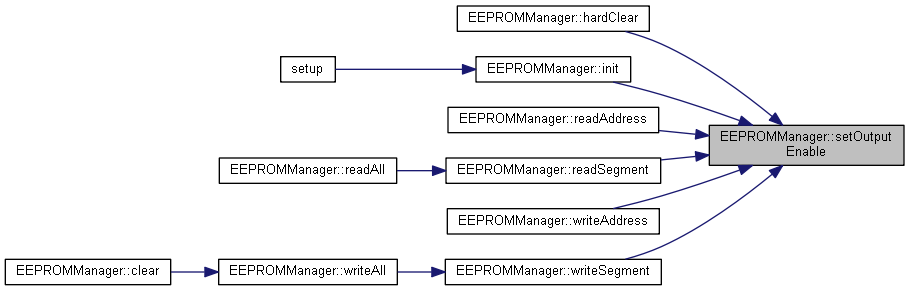 EEPROMManager::hardClear
setup
EEPROMManager::init
EEPROMManager::readAddress
EEPROMManager::setOutput
Enable
EEPROMManager::readAll
EEPROMManager::readSegment
EEPROMManager::writeAddress
EEPROMManager::clear
EEPROMManager::writeAll
EEPROMManager::writeSegment